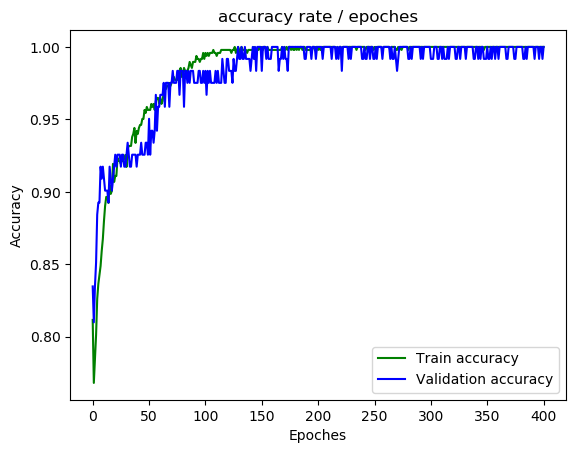 accuracy rate / epoches
1.00
0.95
0.90
0.85
0.80
Accuracy
Train accuracy
Validation accuracy
0 50 100 150 200 250 300 350 400
Epoches